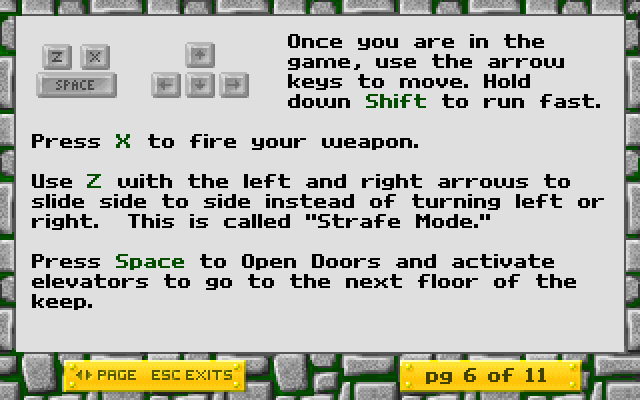 Z X
SPACE
Once you are in the
game, use the arrow
keys to move. Hold
down Shift to run fast.
Press X to fire your weapon.
Use Z with the left and right arrows to
slide side to side instead of turning left or
right. This is called "Strafe Mode."
Press Space to Open Doors and activate
elevators to go to the next floor of the
keep.
PAGE ESC EXITS
pg 6 of 11